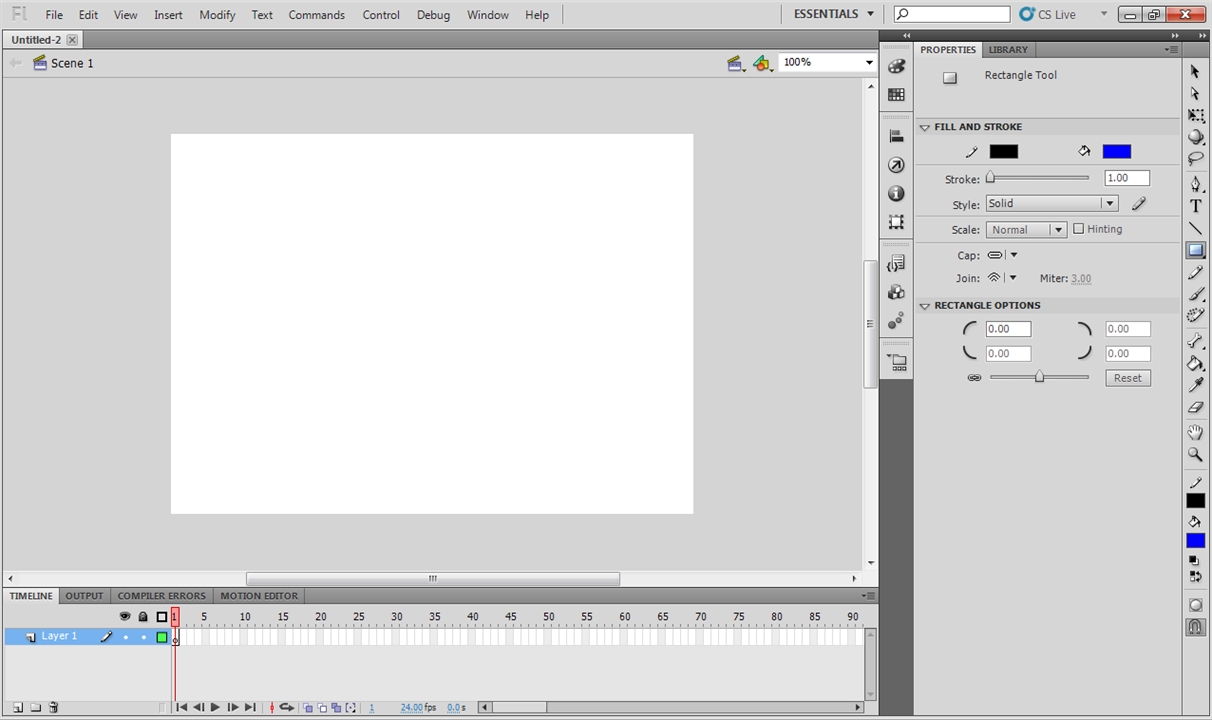 Fl File Edit View Insert Modify Text Commands Control Debug Window Help ESSENTIALS CS Live
Untitled-2
Scene 1 100%
PROPERTIES LIBRARY
Rectangle Tool
FILL AND STROKE
Stroke: 1.00
Style: Solid
Scale: Normal Hinting
Cap:
Join: Miter: 3.00
RECTANGLE OPTIONS
0.00 0.00
0.00 0.00
Reset
TIMELINE OUTPUT COMPILER ERRORS MOTION EDITOR
1 5 10 15 20 25 30 35 40 45 50 55 60 65 70 75 80 85 90
Layer 1
1 24.00 fps 0.0 s